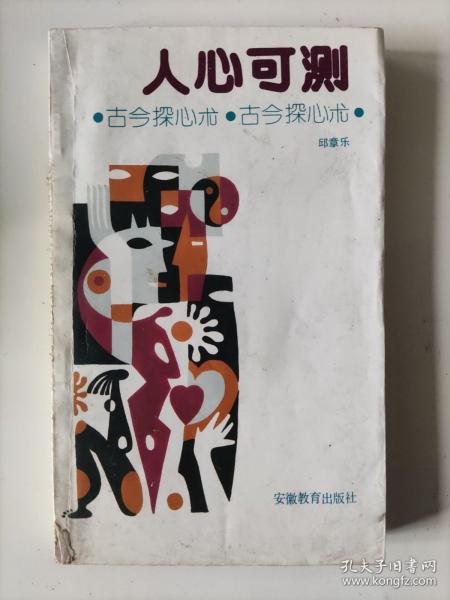 人心可测
•古今探心术•古今探心术•
邱章乐
安徽教育出版社
孔夫子旧书网
www.kongfz.com